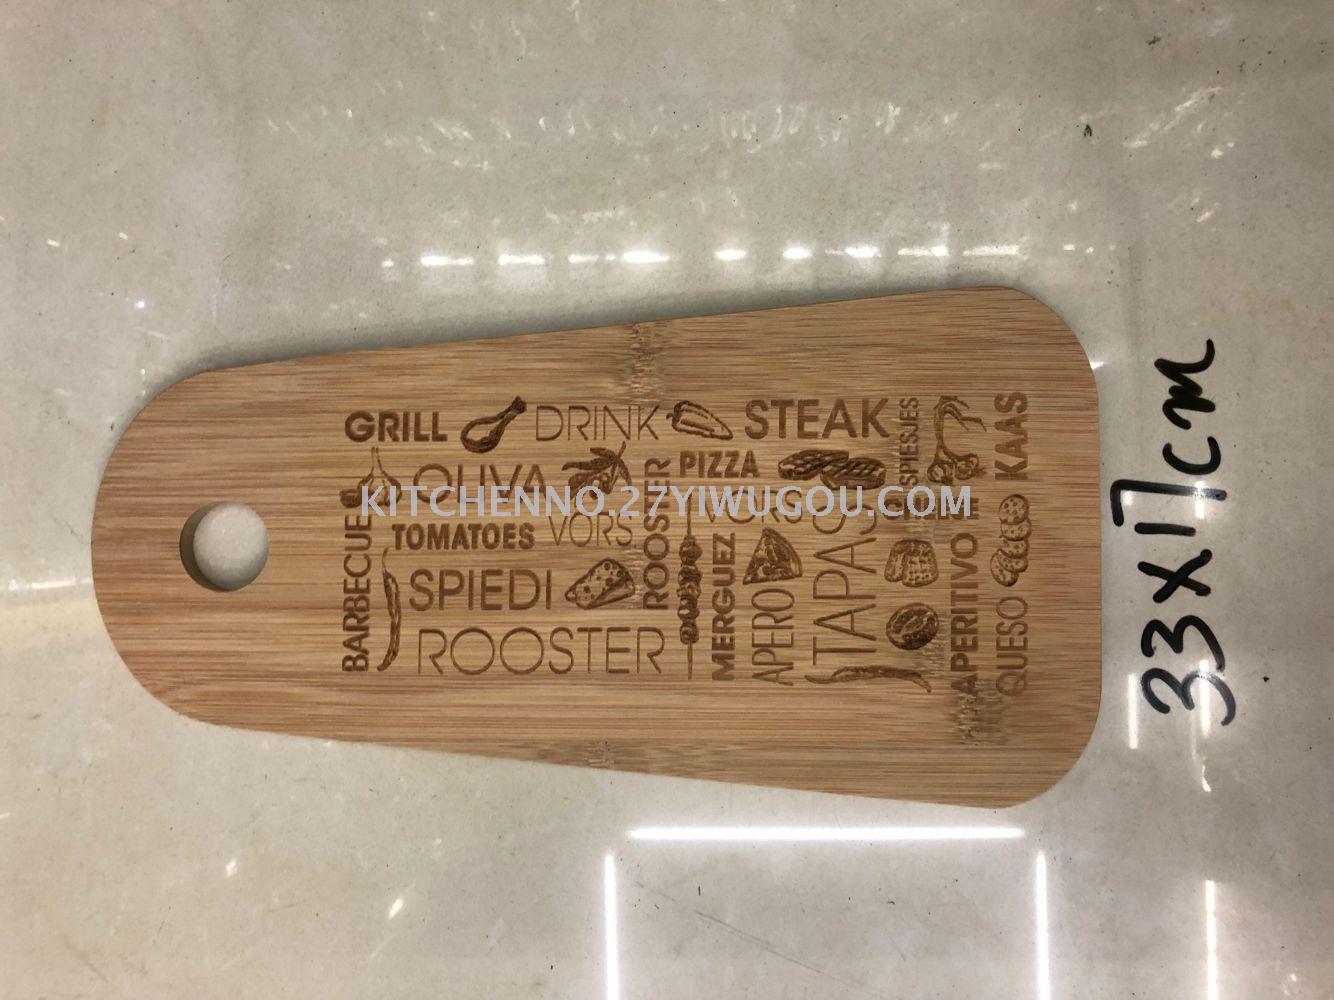 GRILL
DRINK
STEAK
SPIESJES
KAAS
OLIVA
PIZZA
KITCHENNO.27YIWUGOU.COM
BARBECUE
TOMATOES
VORS
ROOSTER
VORS
SPIEDI
MERGUEZ
APERO
TAPAS
APERITIVO
QUESO
ROOSTER
33x17cm